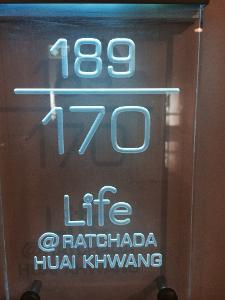 189
170
Life
@ RATCHADA
HUAI KHWANG